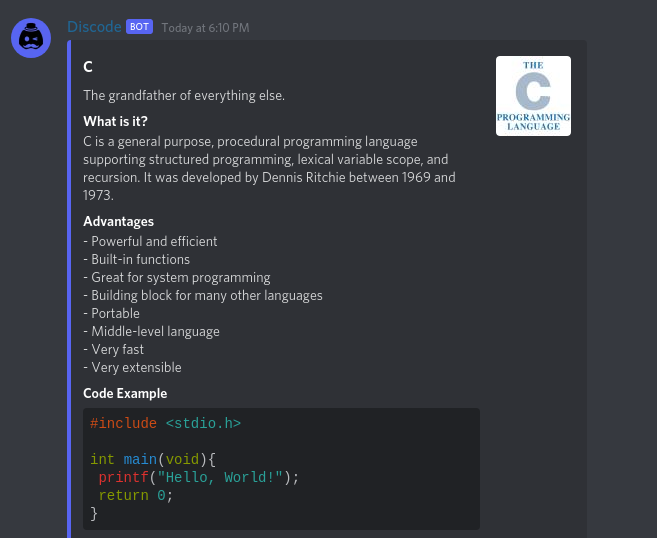 Discode BOT Today at 6:10 PM
C
THE
C
PROGRAMMING
LANGUAGE
The grandfather of everything else.
What is it?
C is a general purpose, procedural programming language
supporting structured programming, lexical variable scope, and
recursion. It was developed by Dennis Ritchie between 1969 and
1973.
Advantages
- Powerful and efficient
- Built-in functions
- Great for system programming
- Building block for many other languages
- Portable
- Middle-level language
- Very fast
- Very extensible
Code Example
#include <stdio.h>
int main(void){
 printf("Hello, World!");
 return 0;
}